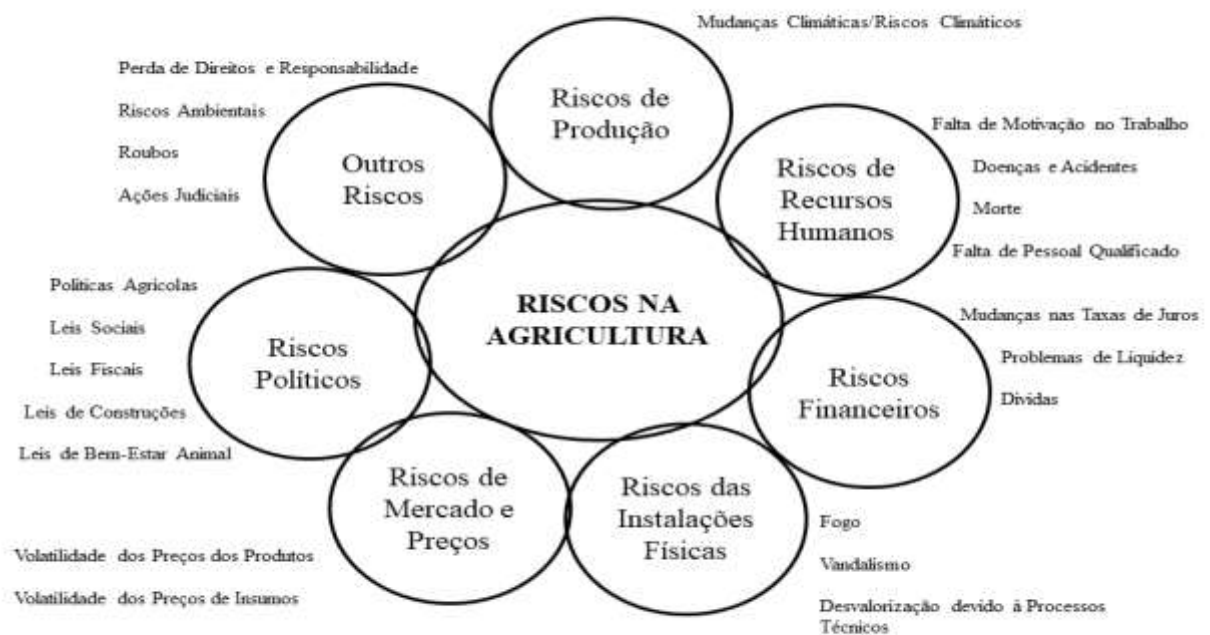 Mudanças Climáticas/Riscos Climáticos
Riscos de
Produção
Falta de Motivação no Trabalho
Doenças e Acidentes
Morte
Falta de Pessoal Qualificado
Riscos de
Recursos
Humanos
Mudanças nas Taxas de Juros
Problemas de Líquidez
Dívidas
Riscos
Financeiros
Fogo
Vandalismo
Desvalorização devido à Processos
Técnicos
Riscos das
Instalações
Físicas
Riscos de
Mercado e
Preços
Volatilidade dos Preços dos Produtos
Volatilidade dos Preços de Insumos
Riscos
Políticos
Políticas Agrícolas
Leis Sociais
Leis Fiscais
Leis de Construções
Leis de Bem-Estar Animal
Outros
Riscos
Perda de Direitos e Responsabilidade
Riscos Ambientais
Roubos
Ações Judiciais
RISCOS NA
AGRICULTURA